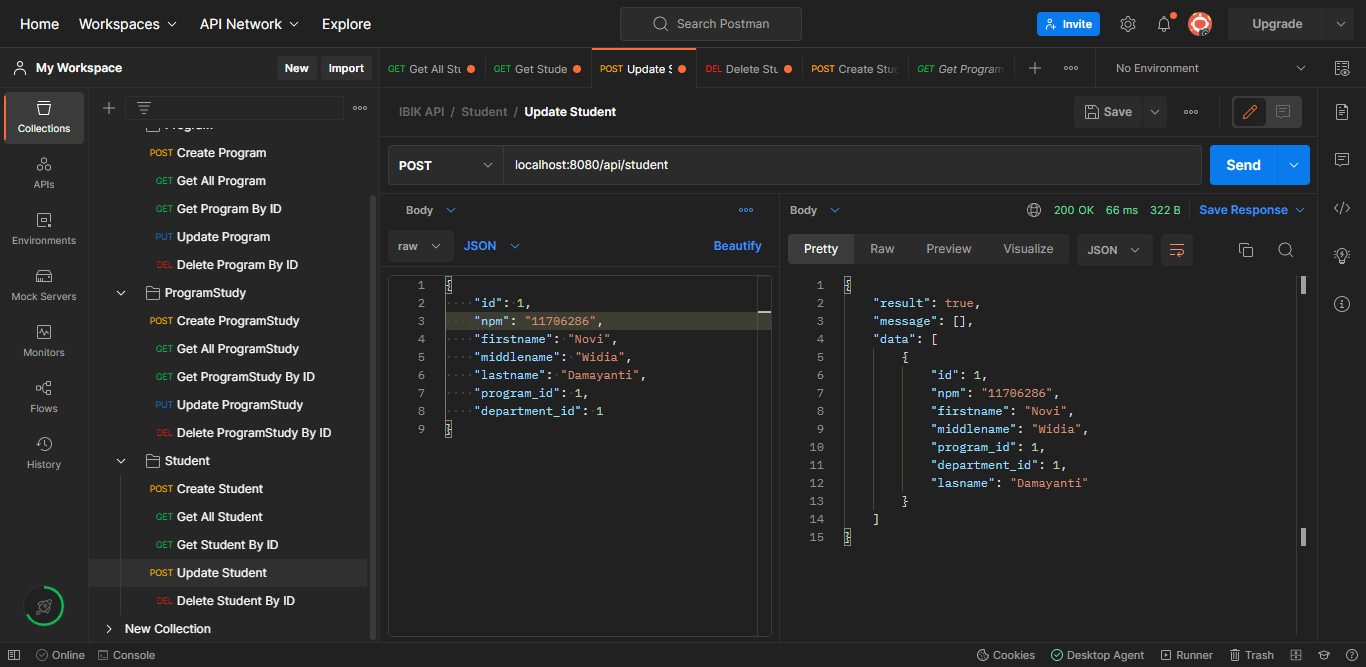 Home Workspaces API Network Explore Search Postman Invite Upgrade
My Workspace New Import
GET Get All Stu GET Get Stude POST Update S DEL Delete Stu POST Create Stuc GET Get Program No Environment
Collections
APIs
Environments
Mock Servers
Monitors
Flows
History
Program
POST Create Program
GET Get All Program
GET Get Program By ID
PUT Update Program
DEL Delete Program By ID
ProgramStudy
POST Create ProgramStudy
GET Get All ProgramStudy
GET Get ProgramStudy By ID
PUT Update ProgramStudy
DEL Delete ProgramStudy By ID
Student
POST Create Student
GET Get All Student
GET Get Student By ID
POST Update Student
DEL Delete Student By ID
New Collection
IBIK API / Student / Update Student Save
POST localhost:8080/api/student Send
Body
raw JSON Beautify
1 {
2 "id": 1,
3 "npm": "11706286",
4 "firstname": "Novi",
5 "middlename": "Widia",
6 "lastname": "Damayanti",
7 "program_id": 1,
8 "department_id": 1
9 }
Body 200 OK 66 ms 322 B Save Response
Pretty Raw Preview Visualize JSON
1 {
2 "result": true,
3 "message": [],
4 "data": [
5 {
6 "id": 1,
7 "npm": "11706286",
8 "firstname": "Novi",
9 "middlename": "Widia",
10 "program_id": 1,
11 "department_id": 1,
12 "lasname": "Damayanti"
13 }
14 ]
15 }
Online Console Cookies Desktop Agent Runner Trash